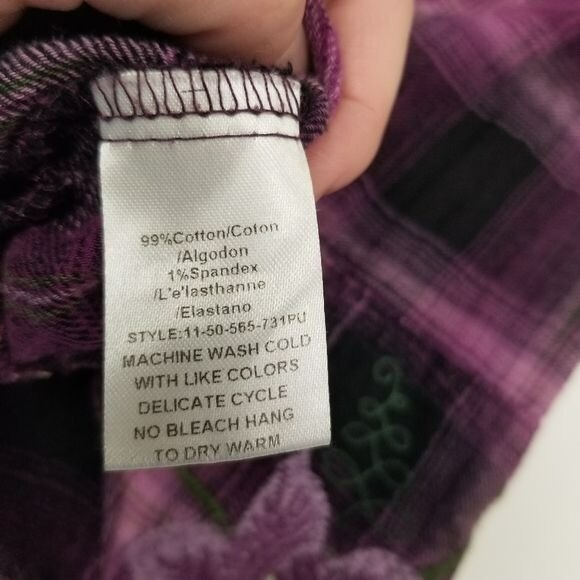 99%Cotton/Coton
/Algodon
1%Spandex
/L'e'lasthanne
/Elastano
STYLE:11-50-565-731PU
MACHINE WASH COLD
WITH LIKE COLORS
DELICATE CYCLE
NO BLEACH HANG
TO DRY WARM